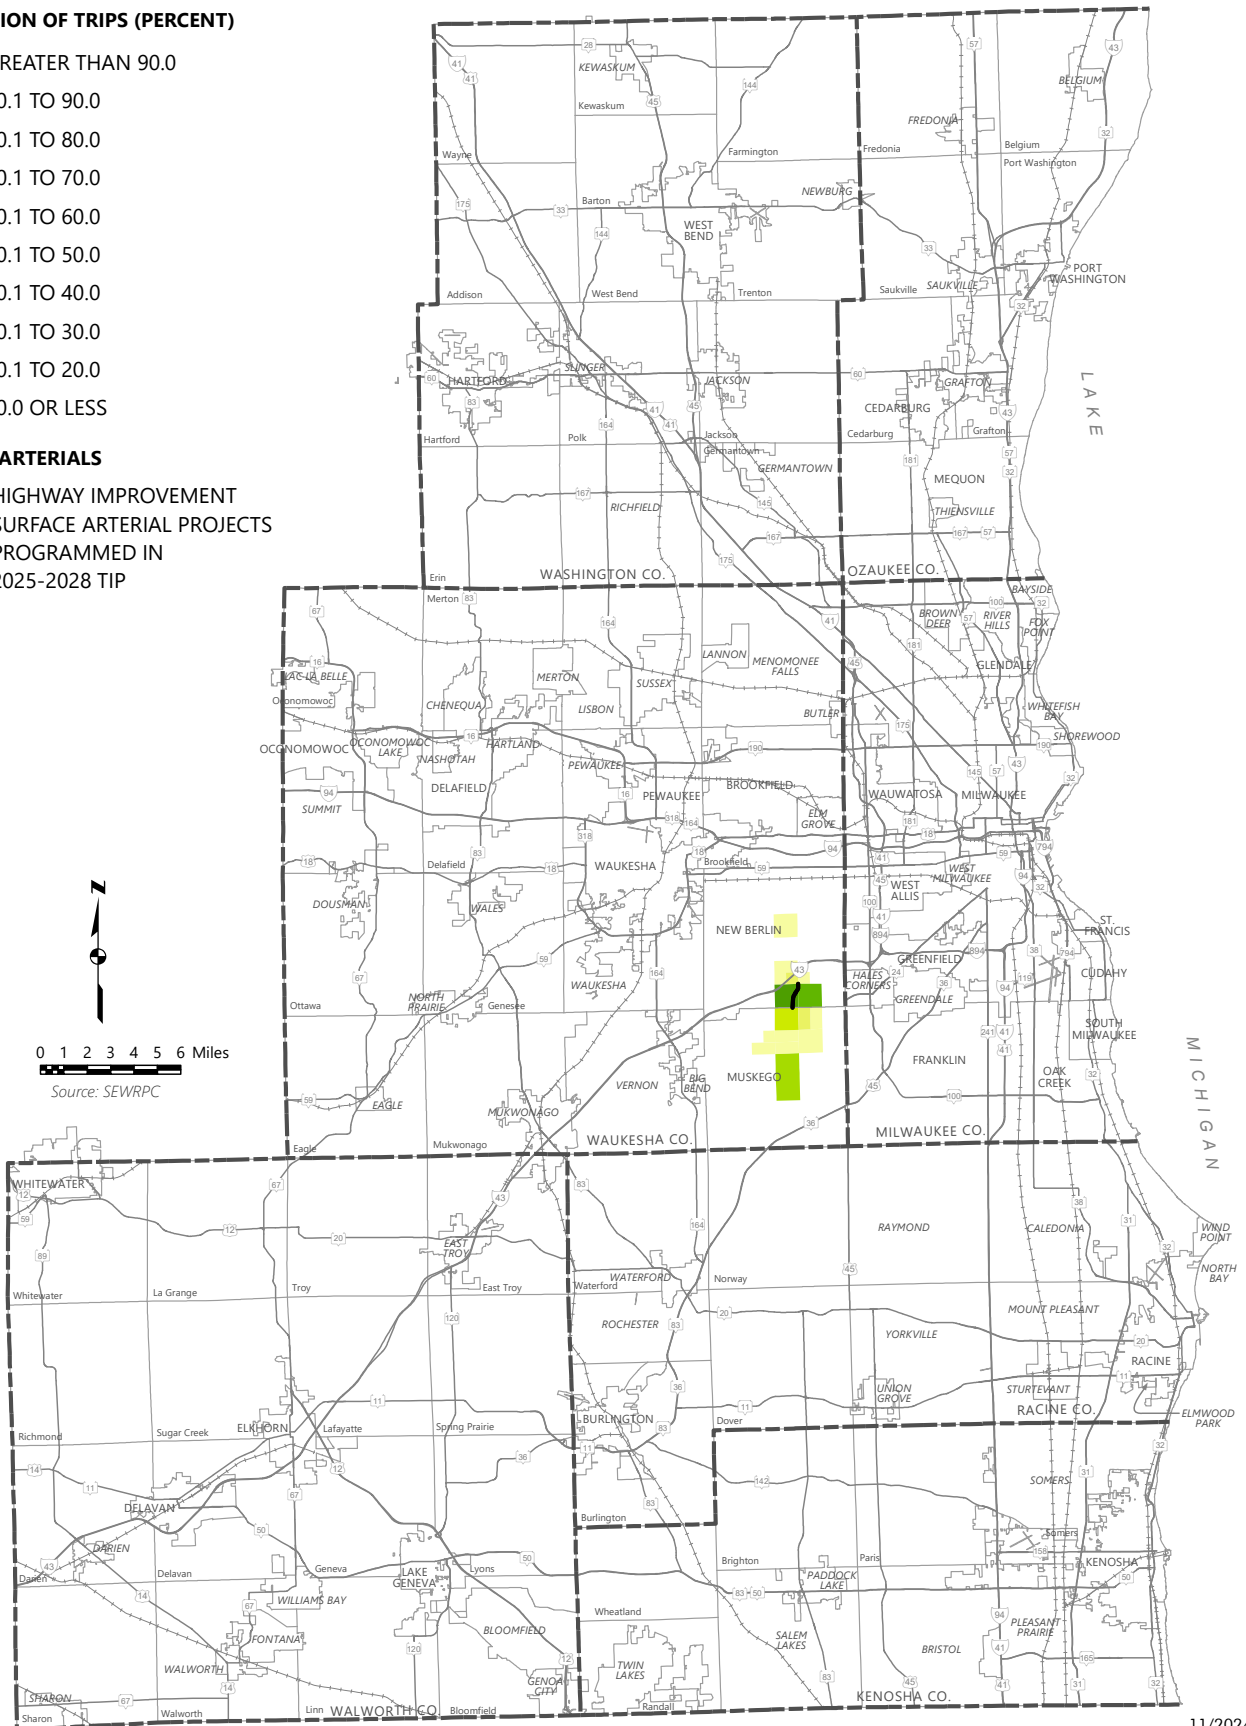 ION OF TRIPS (PERCENT)
REATER THAN 90.0
0.1 TO 90.0
0.1 TO 80.0
0.1 TO 70.0
0.1 TO 60.0
0.1 TO 50.0
0.1 TO 40.0
0.1 TO 30.0
0.1 TO 20.0
0.0 OR LESS
ARTERIALS
HIGHWAY IMPROVEMENT
SURFACE ARTERIAL PROJECTS
PROGRAMMED IN
2025-2028 TIP
N
0 1 2 3 4 5 6 Miles
Source: SEWRPC
KEWASKUM
Kewaskum
Wayne
Farmington
Barton
WEST
BEND
NEWBURG
Addison
West Bend
Trenton
HARTFORD
SLINGER
JACKSON
Hartford
Polk
Jackson
Germantown
GERMANTOWN
RICHFIELD
Erin
WASHINGTON CO.
BELGIUM
FREDONIA
Fredonia
Belgium
Port Washington
PORT
WASHINGTON
Saukville
SAUKVILLE
CEDARBURG
GRAFTON
Cedarburg
Grafton
MEQUON
THIENSVILLE
OZAUKEE CO.
LAKE
MICHIGAN
Merton
LAC LA BELLE
Oconomowoc
OCONOMOWOC
OCONOMOWOC
LAKE
CHENEQUA
NASHOTAH
HARTLAND
MERTON
LISBON
SUSSEX
LANNON
MENOMONEE
FALLS
BUTLER
PEWAUKEE
PEWAUKEE
BROOKFIELD
DELAFIELD
SUMMIT
ELM
GROVE
Delafield
WAUKESHA
Brookfield
DOUSMAN
WALES
NEW BERLIN
WAUKESHA
Ottawa
NORTH
PRAIRIE
Genesee
VERNON
BIG
BEND
MUSKEGO
EAGLE
MUKWONAGO
Eagle
Mukwonago
WAUKESHA CO.
BAYSIDE
BROWN
DEER
RIVER
HILLS
FOX
POINT
GLENDALE
WHITEFISH
BAY
SHOREWOOD
WAUWATOSA
MILWAUKEE
WEST
MILWAUKEE
WEST
ALLIS
ST.
FRANCIS
GREENFIELD
HALES
CORNERS
GREENDALE
CUDAHY
SOUTH
MILWAUKEE
FRANKLIN
OAK
CREEK
MILWAUKEE CO.
WHITEWATER
EAST
TROY
Whitewater
La Grange
Troy
East Troy
Richmond
Sugar Creek
ELKHORN
Lafayette
Spring Prairie
DELAVAN
DARIEN
Darien
Delavan
Geneva
LAKE
GENEVA
Lyons
WILLIAMS BAY
FONTANA
WALWORTH
BLOOMFIELD
GENOA
CITY
SHARON
Sharon
Walworth
Linn
WALWORTH CO.
Bloomfield
WATERFORD
Waterford
Norway
RAYMOND
CALEDONIA
WIND
POINT
NORTH
BAY
ROCHESTER
MOUNT PLEASANT
YORKVILLE
RACINE
UNION
GROVE
STURTEVANT
RACINE CO.
ELMWOOD
PARK
BURLINGTON
Dover
Burlington
SOMERS
Somers
Brighton
Paris
KENOSHA
PADDOCK
LAKE
Wheatland
PLEASANT
PRAIRIE
SALEM
LAKES
BRISTOL
TWIN
LAKES
Randall
KENOSHA CO.
11/2024